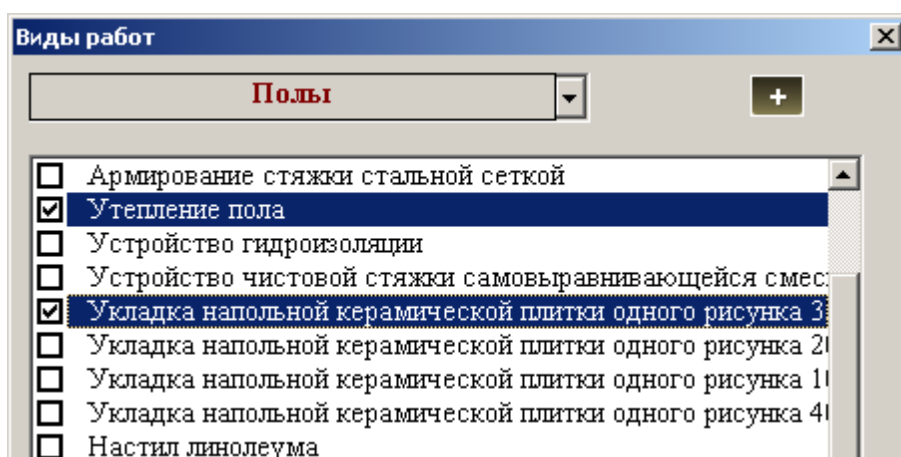 Виды работ
Полы
+
Армирование стяжки стальной сеткой
Утепление пола
Устройство гидроизоляции
Устройство чистовой стяжки самовыравнивающейся
Укладка напольной керамической плитки одного рисунка 3
Укладка напольной керамической плитки одного рисунка
Укладка напольной керамической плитки одного рисунка
Укладка напольной керамической плитки одного рисунка
Настил линолеума